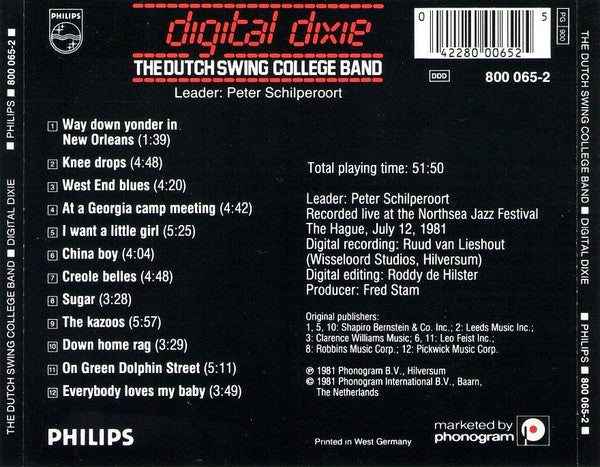 THE DUTCH SWING COLLEGE BAND ■ DIGITAL DIXIE ■ PHILIPS ■ 800 065-2
PHILIPS
digital dixie
THE DUTCH SWING COLLEGE BAND
Leader: Peter Schilperoort
0 42280 00652 5
PG 900
DDD 800 065-2
1 Way down yonder in
New Orleans (1:39)
2 Knee drops (4:48)
3 West End blues (4:20)
4 At a Georgia camp meeting (4:42)
5 I want a little girl (5:25)
6 China boy (4:04)
7 Creole belles (4:48)
8 Sugar (3:28)
9 The kazoos (5:57)
10 Down home rag (3:29)
11 On Green Dolphin Street (5:11)
12 Everybody loves my baby (3:49)
Total playing time: 51:50
Leader: Peter Schilperoort
Recorded live at the Northsea Jazz Festival
The Hague, July 12, 1981
Digital recording: Ruud van Lieshout
(Wisseloord Studios, Hilversum)
Digital editing: Roddy de Hilster
Producer: Fred Stam
Original publishers:
1, 5, 10: Shapiro Bernstein & Co. Inc.; 2: Leeds Music Inc.;
3: Clarence Williams Music; 6, 11: Leo Feist Inc.;
8: Robbins Music Corp.; 12: Pickwick Music Corp.
℗ 1981 Phonogram B.V., Hilversum
© 1981 Phonogram International B.V., Baarn,
The Netherlands
PHILIPS
Printed in West Germany
marketed by
phonogram
THE DUTCH SWING COLLEGE BAND ■ DIGITAL DIXIE ■ PHILIPS ■ 800 065-2